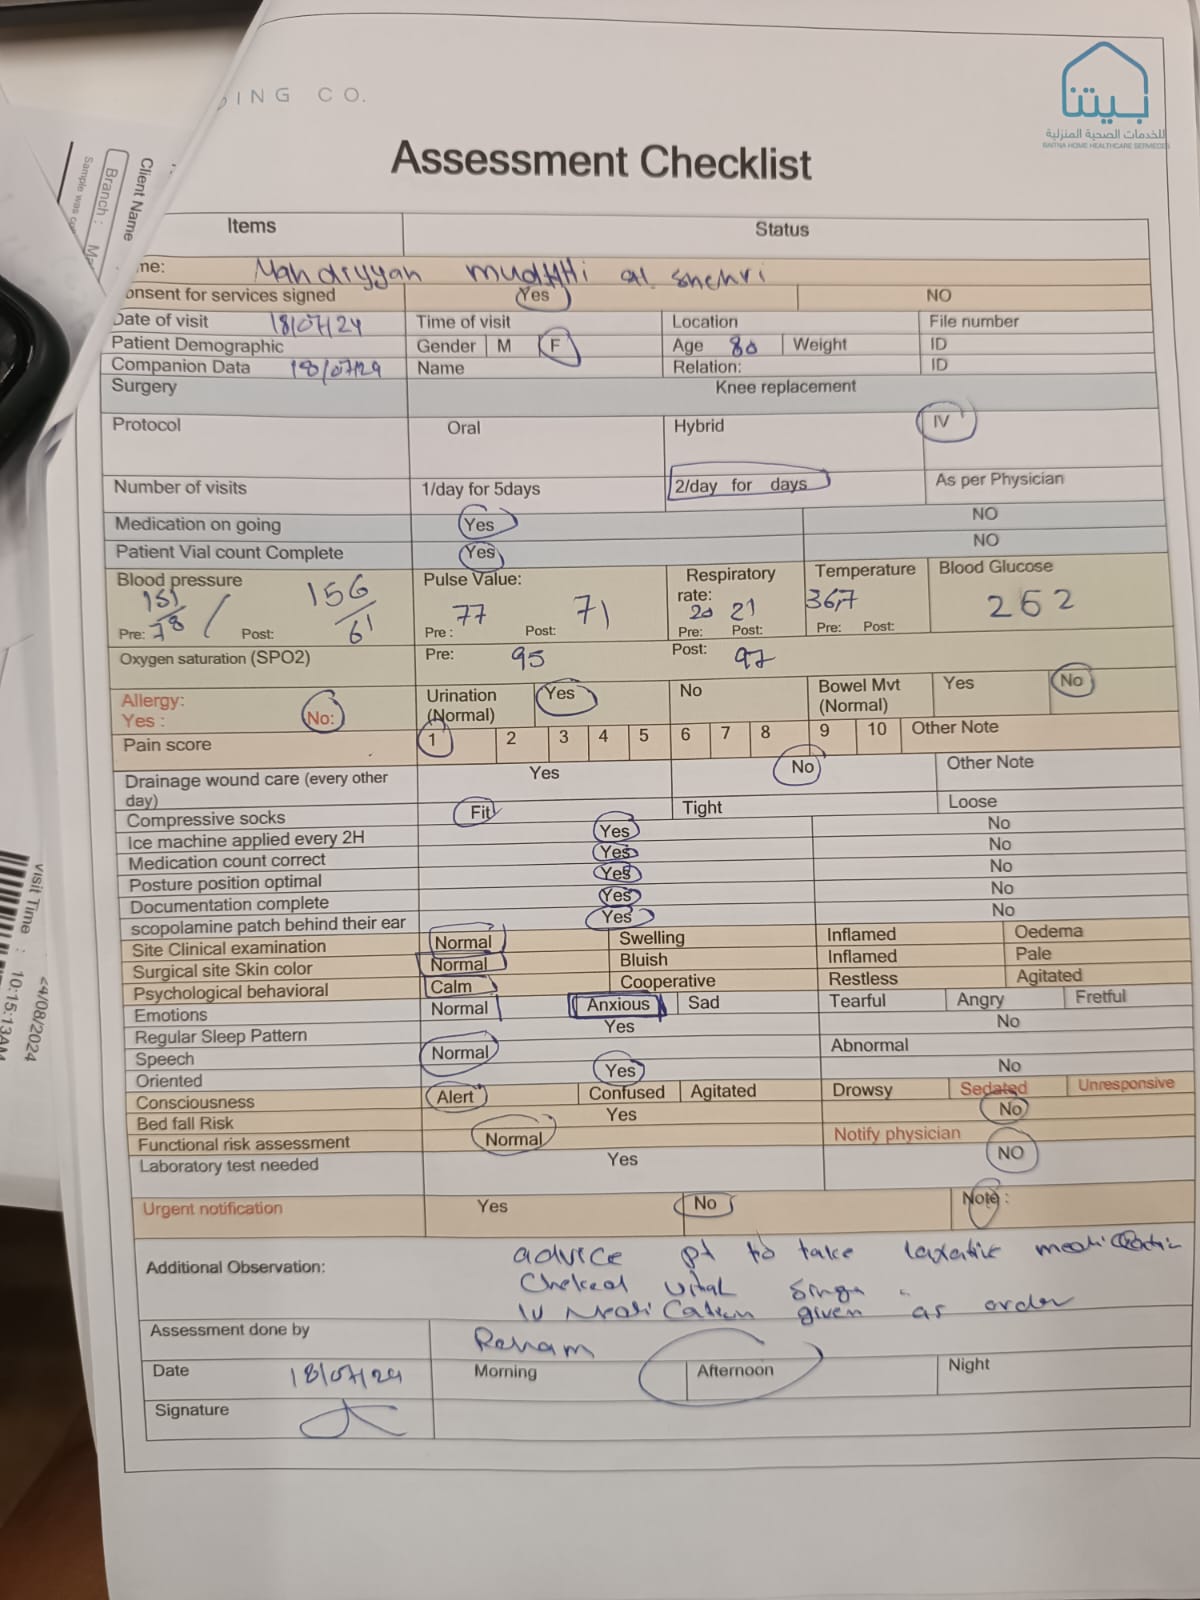 ING CO.
بيتنا
للخدمات الصحية المنزلية
BAITNA HOME HEALTHCARE SERVICES
Assessment Checklist
Client Name
Branch :
Sample was
visit Time :
10:15:13AM
<4/08/2024
Items Status
me: Mahdiyyah mudHHi al shehri
onsent for services signed Yes NO
Date of visit 18/07/24 Time of visit Location File number
Patient Demographic Gender M F Age 80 Weight ID
Companion Data 18/07/24 Name Relation: ID
Surgery Knee replacement
Protocol Oral Hybrid IV
Number of visits 1/day for 5days 2/day for days As per Physician
Medication on going Yes NO
Patient Vial count Complete Yes NO
Blood pressure Pulse Value: Respiratory rate: Temperature Blood Glucose
151/78 156/61 77 71 20 21 36,7 262
Pre: Post: Pre : Post: Pre: Post: Pre: Post:
Oxygen saturation (SPO2) Pre: 95 Post: 97
Allergy: Yes : No: Urination (Normal) Yes No Bowel Mvt (Normal) Yes No
Pain score 1 2 3 4 5 6 7 8 9 10 Other Note
Drainage wound care (every other day) Yes No Other Note
Compressive socks Fit Tight Loose
Ice machine applied every 2H Yes No
Medication count correct Yes No
Posture position optimal Yes No
Documentation complete Yes No
scopolamine patch behind their ear Yes No
Site Clinical examination Normal Swelling Inflamed Oedema
Surgical site Skin color Normal Bluish Inflamed Pale
Psychological behavioral Calm Cooperative Restless Agitated
Emotions Normal Anxious Sad Tearful Angry Fretful
Regular Sleep Pattern Yes No
Speech Normal Abnormal
Oriented Yes No
Consciousness Alert Confused Agitated Drowsy Sedated Unresponsive
Bed fall Risk Yes No
Functional risk assessment Normal Notify physician
Laboratory test needed Yes NO
Urgent notification Yes No Note :
Additional Observation: advice pt to take laxative
Cheked vital
IV given as order
Assessment done by Reham
Date 18/07/24 Morning Afternoon Night
Signature